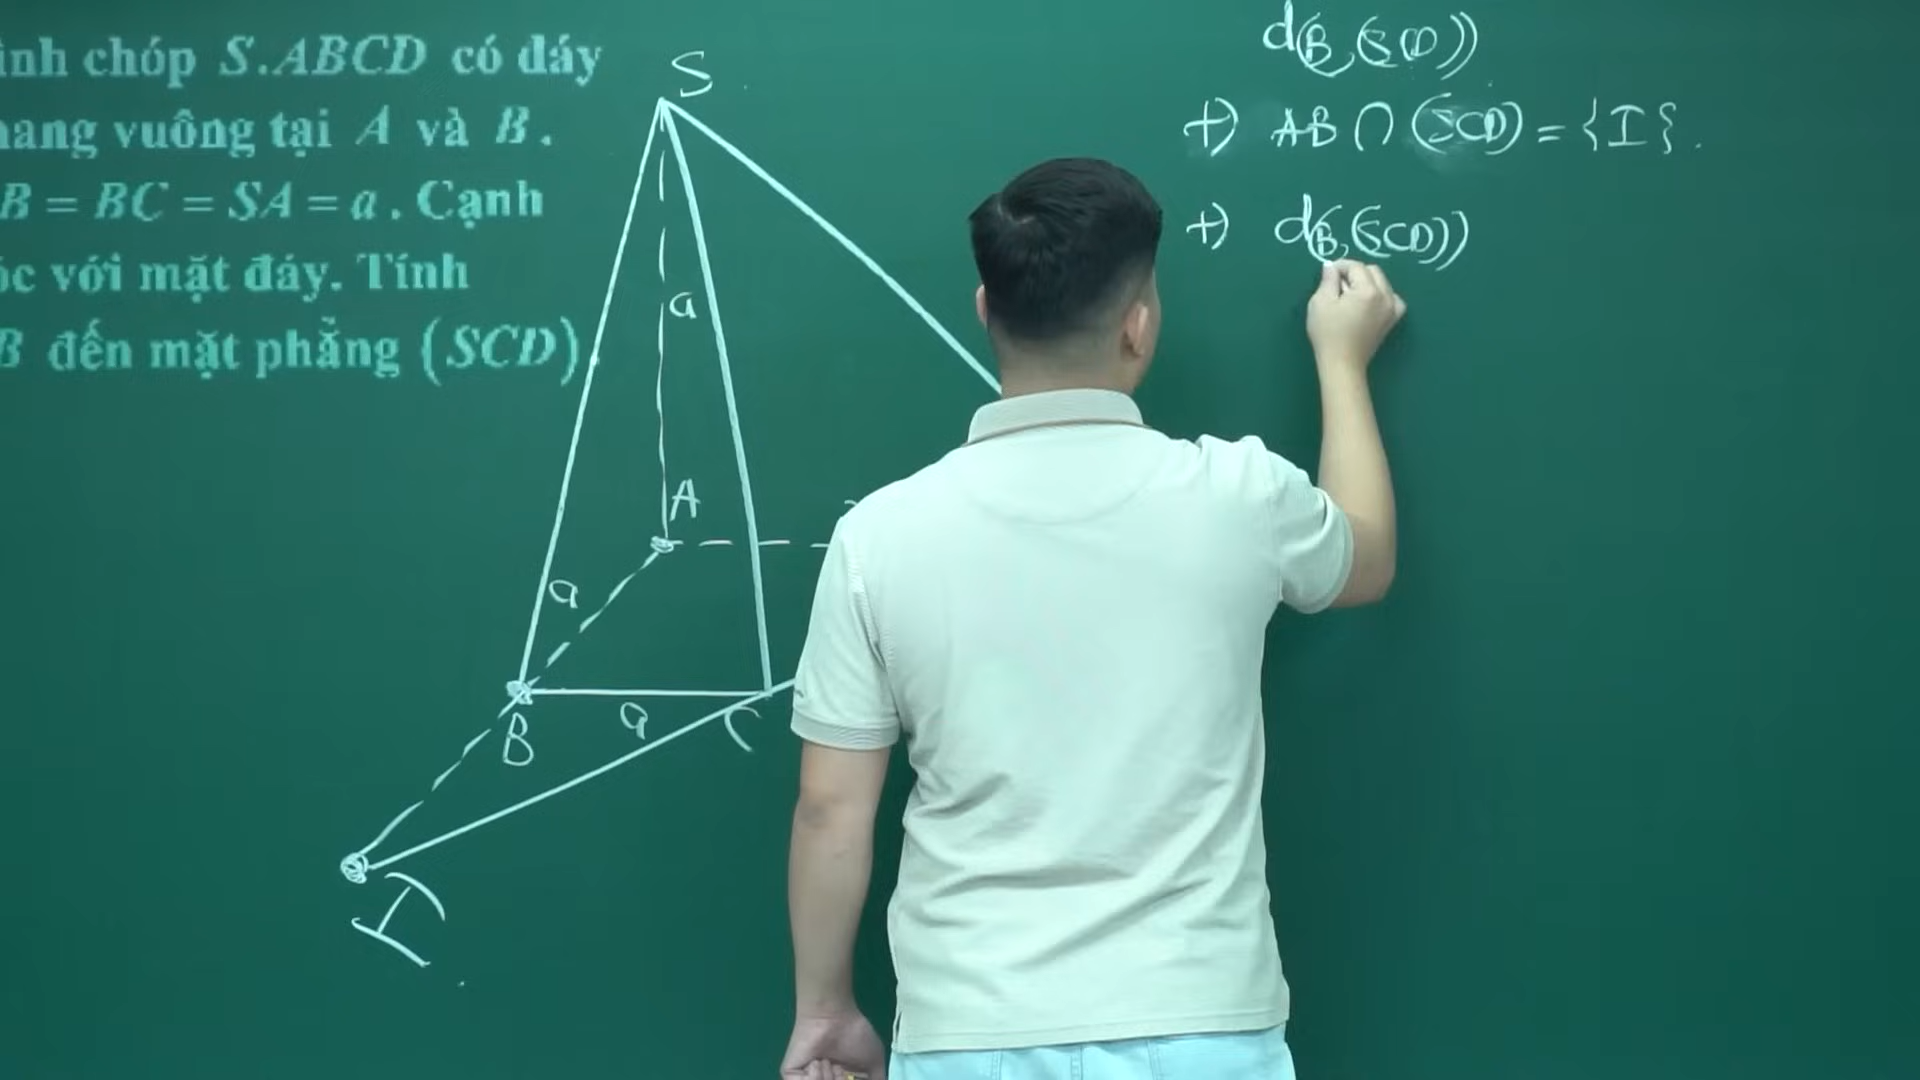 ình chóp S.ABCD có đáy
hang vuông tại A và B.
B = BC = SA = a. Cạnh
óc với mặt đáy. Tính
B đến mặt phẳng (SCD)
S
a
A
a
B
a
C
I
d(B,(SCD))
+) AB ∩ (SCD) = {I}.
+) d(B,(SCD))